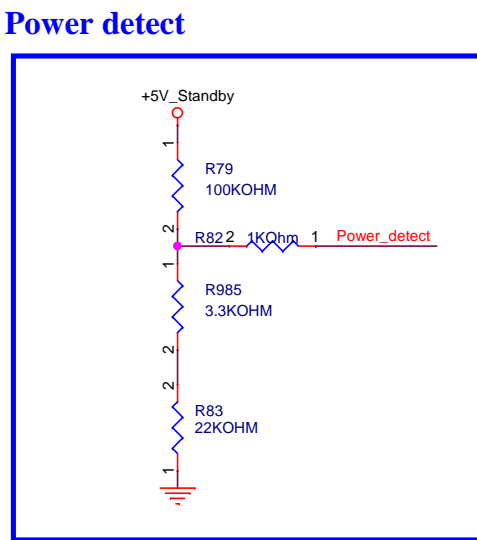 Power detect
+5V_Standby
1
R79
100KOHM
2
R82 2 1KOhm 1 Power_detect
1
R985
3.3KOHM
2
2
R83
22KOHM
1